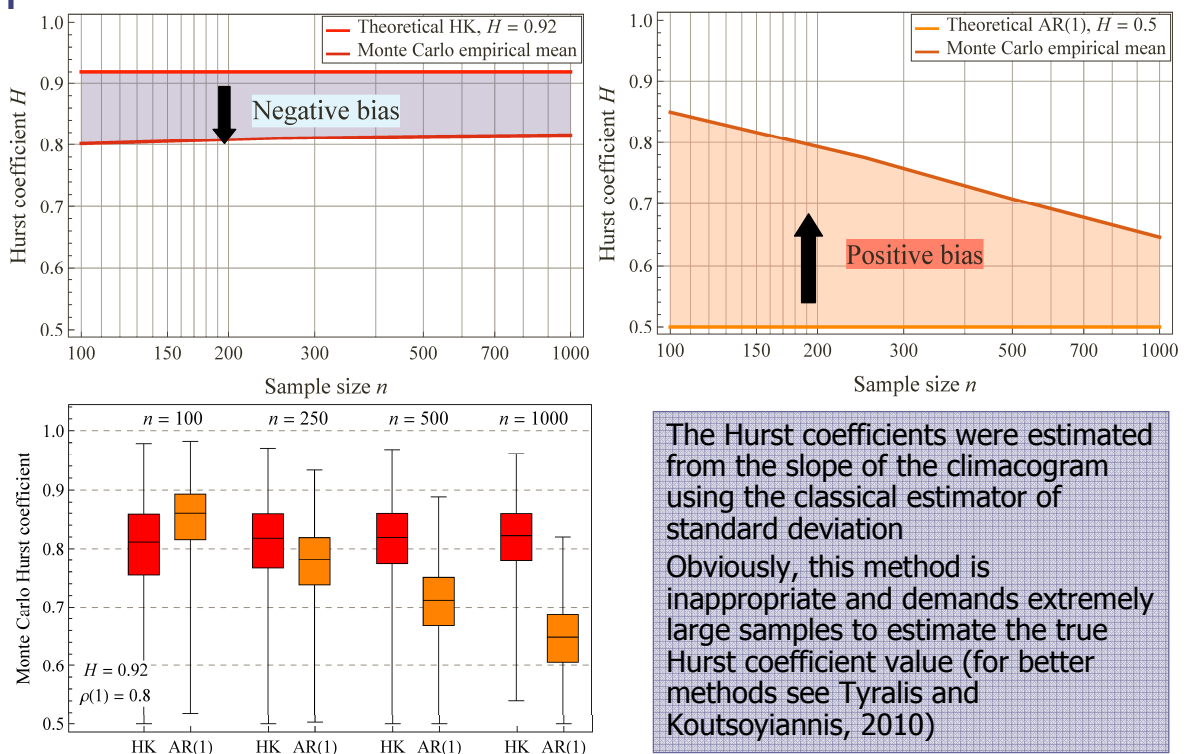 1.0
0.9
0.8
0.7
0.6
0.5
Hurst coefficient H
Theoretical HK, H = 0.92
Monte Carlo empirical mean
Negative bias
100 150 200 300 500 700 1000
Sample size n
1.0
0.9
0.8
0.7
0.6
0.5
Hurst coefficient H
Theoretical AR(1), H = 0.5
Monte Carlo empirical mean
Positive bias
100 150 200 300 500 700 1000
Sample size n
n = 100 n = 250 n = 500 n = 1000
1.0
0.9
0.8
0.7
0.6
0.5
Monte Carlo Hurst coefficient
H = 0.92
ρ(1) = 0.8
HK AR(1) HK AR(1) HK AR(1) HK AR(1)
The Hurst coefficients were estimated
from the slope of the climacogram
using the classical estimator of
standard deviation
Obviously, this method is
inappropriate and demands extremely
large samples to estimate the true
Hurst coefficient value (for better
methods see Tyralis and
Koutsoyiannis, 2010)